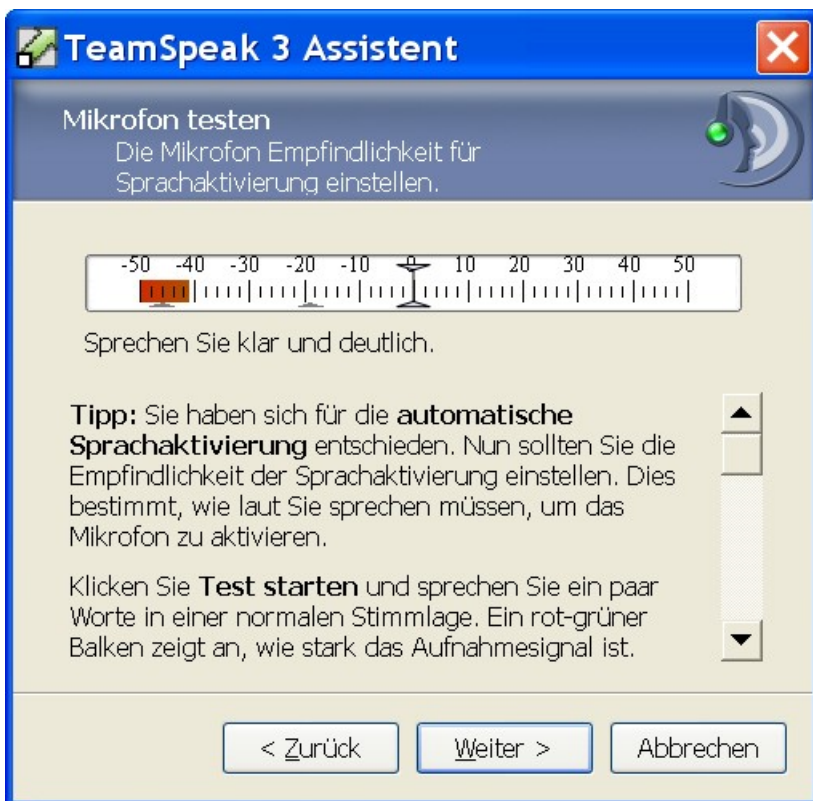 TeamSpeak 3 Assistent
Mikrofon testen
Die Mikrofon Empfindlichkeit für
Sprachaktivierung einstellen.
-50 -40 -30 -20 -10 0 10 20 30 40 50
Sprechen Sie klar und deutlich.
Tipp: Sie haben sich für die automatische
Sprachaktivierung entschieden. Nun sollten Sie die
Empfindlichkeit der Sprachaktivierung einstellen. Dies
bestimmt, wie laut Sie sprechen müssen, um das
Mikrofon zu aktivieren.
Klicken Sie Test starten und sprechen Sie ein paar
Worte in einer normalen Stimmlage. Ein rot-grüner
Balken zeigt an, wie stark das Aufnahmesignal ist.
< Zurück Weiter > Abbrechen